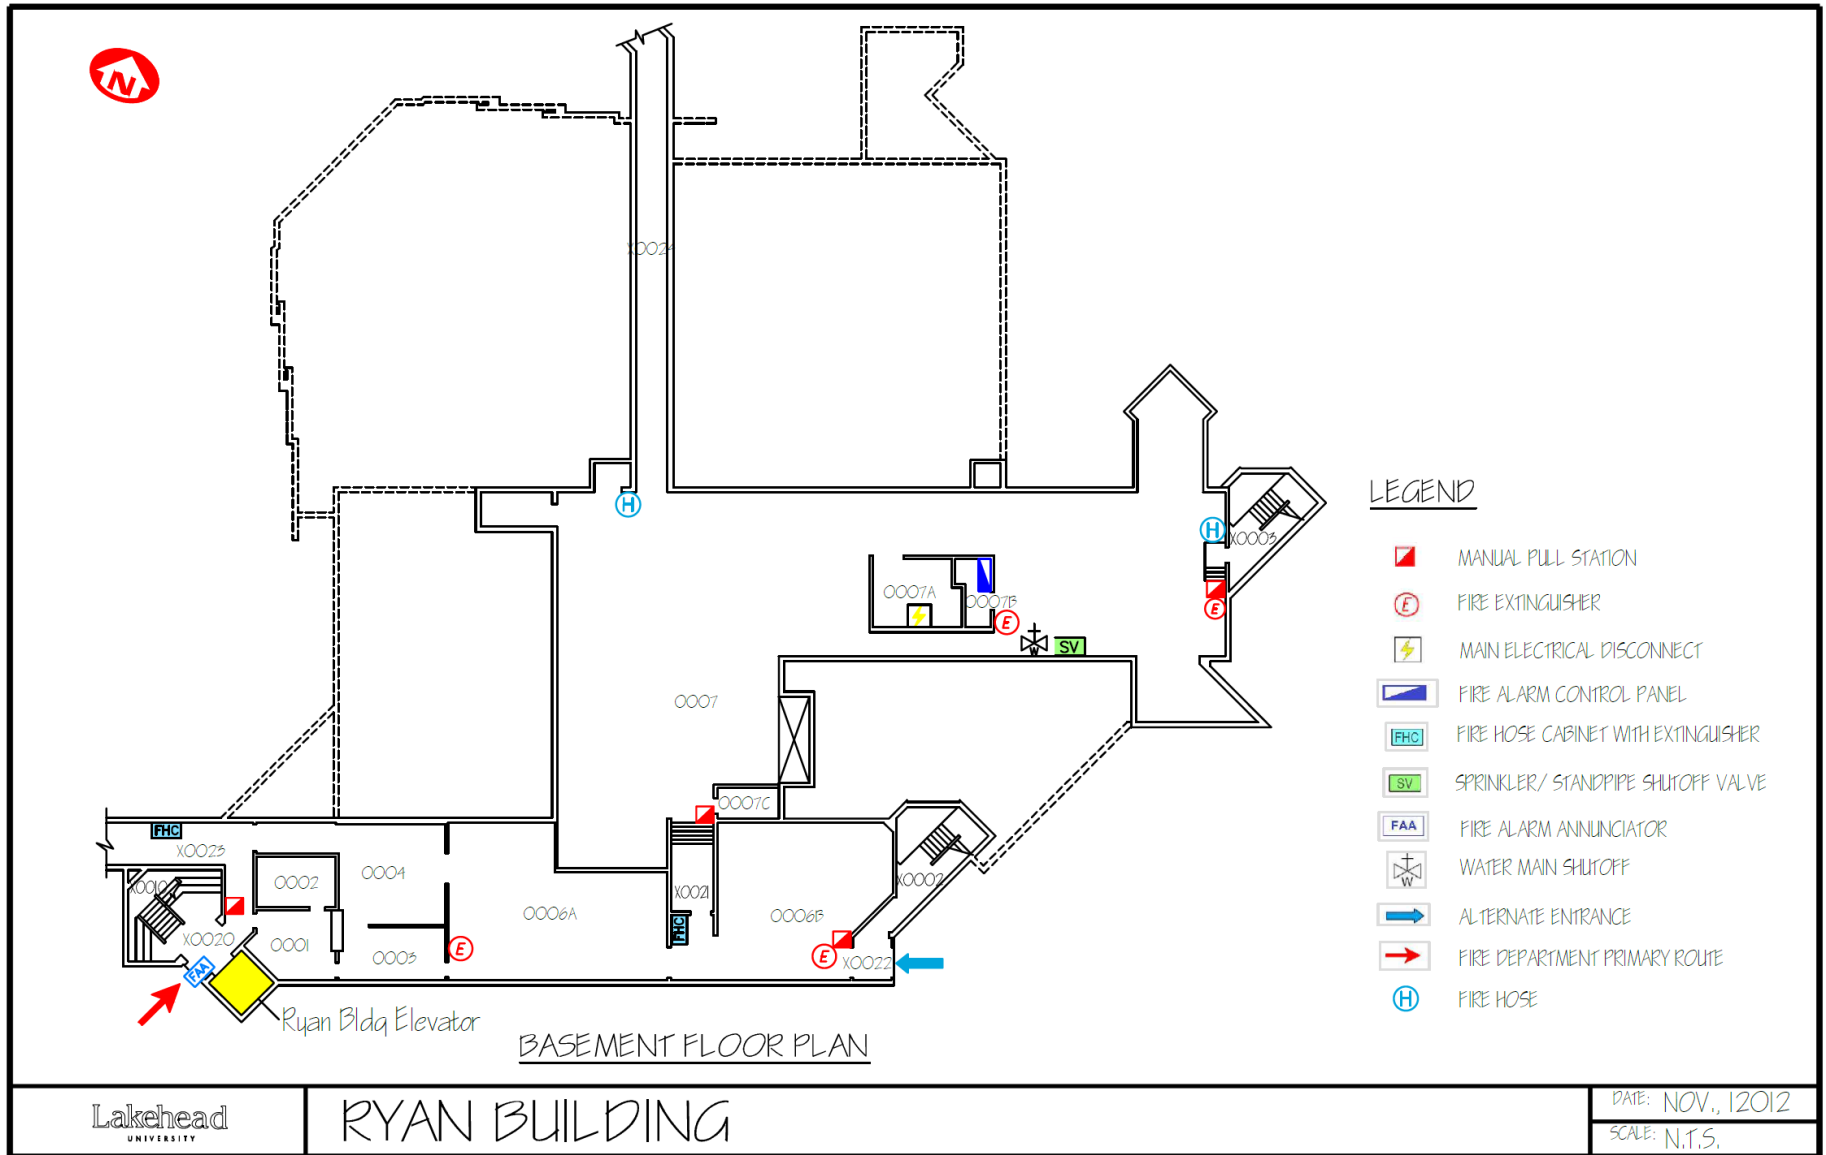 N
X0024
LEGEND
H
H
X0003
MANUAL PULL STATION
0007A
0007B
E
E
E
FIRE EXTINGUISHER
W
SV
MAIN ELECTRICAL DISCONNECT
0007
FIRE ALARM CONTROL PANEL
FHC
FIRE HOSE CABINET WITH EXTINGUISHER
SV
SPRINKLER/ STANDPIPE SHUTOFF VALVE
0007C
FAA
FIRE ALARM ANNUNCIATOR
FHC
X0023
W
WATER MAIN SHUTOFF
X0010
0002
0004
X0021
X0002
0006A
0006B
ALTERNATE ENTRANCE
FHC
X0020
0001
0003
E
E
X0022
FIRE DEPARTMENT PRIMARY ROUTE
FAA
H
FIRE HOSE
Ryan Bldg Elevator
BASEMENT FLOOR PLAN
Lakehead
UNIVERSITY
RYAN BUILDING
DATE: NOV., 12012
SCALE: N.T.S.